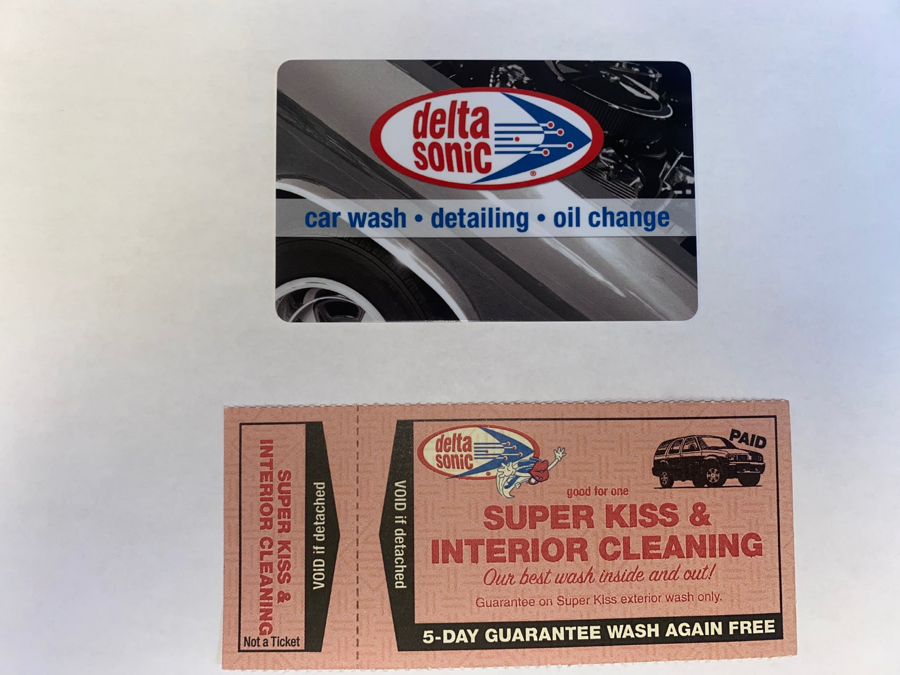 delta
sonic
®
car wash • detailing • oil change
SUPER KISS &
INTERIOR CLEANING
Not a Ticket
VOID if detached
VOID if detached
delta
sonic
PAID
good for one
SUPER KISS &
INTERIOR CLEANING
Our best wash inside and out!
Guarantee on Super Kiss exterior wash only.
5-DAY GUARANTEE WASH AGAIN FREE